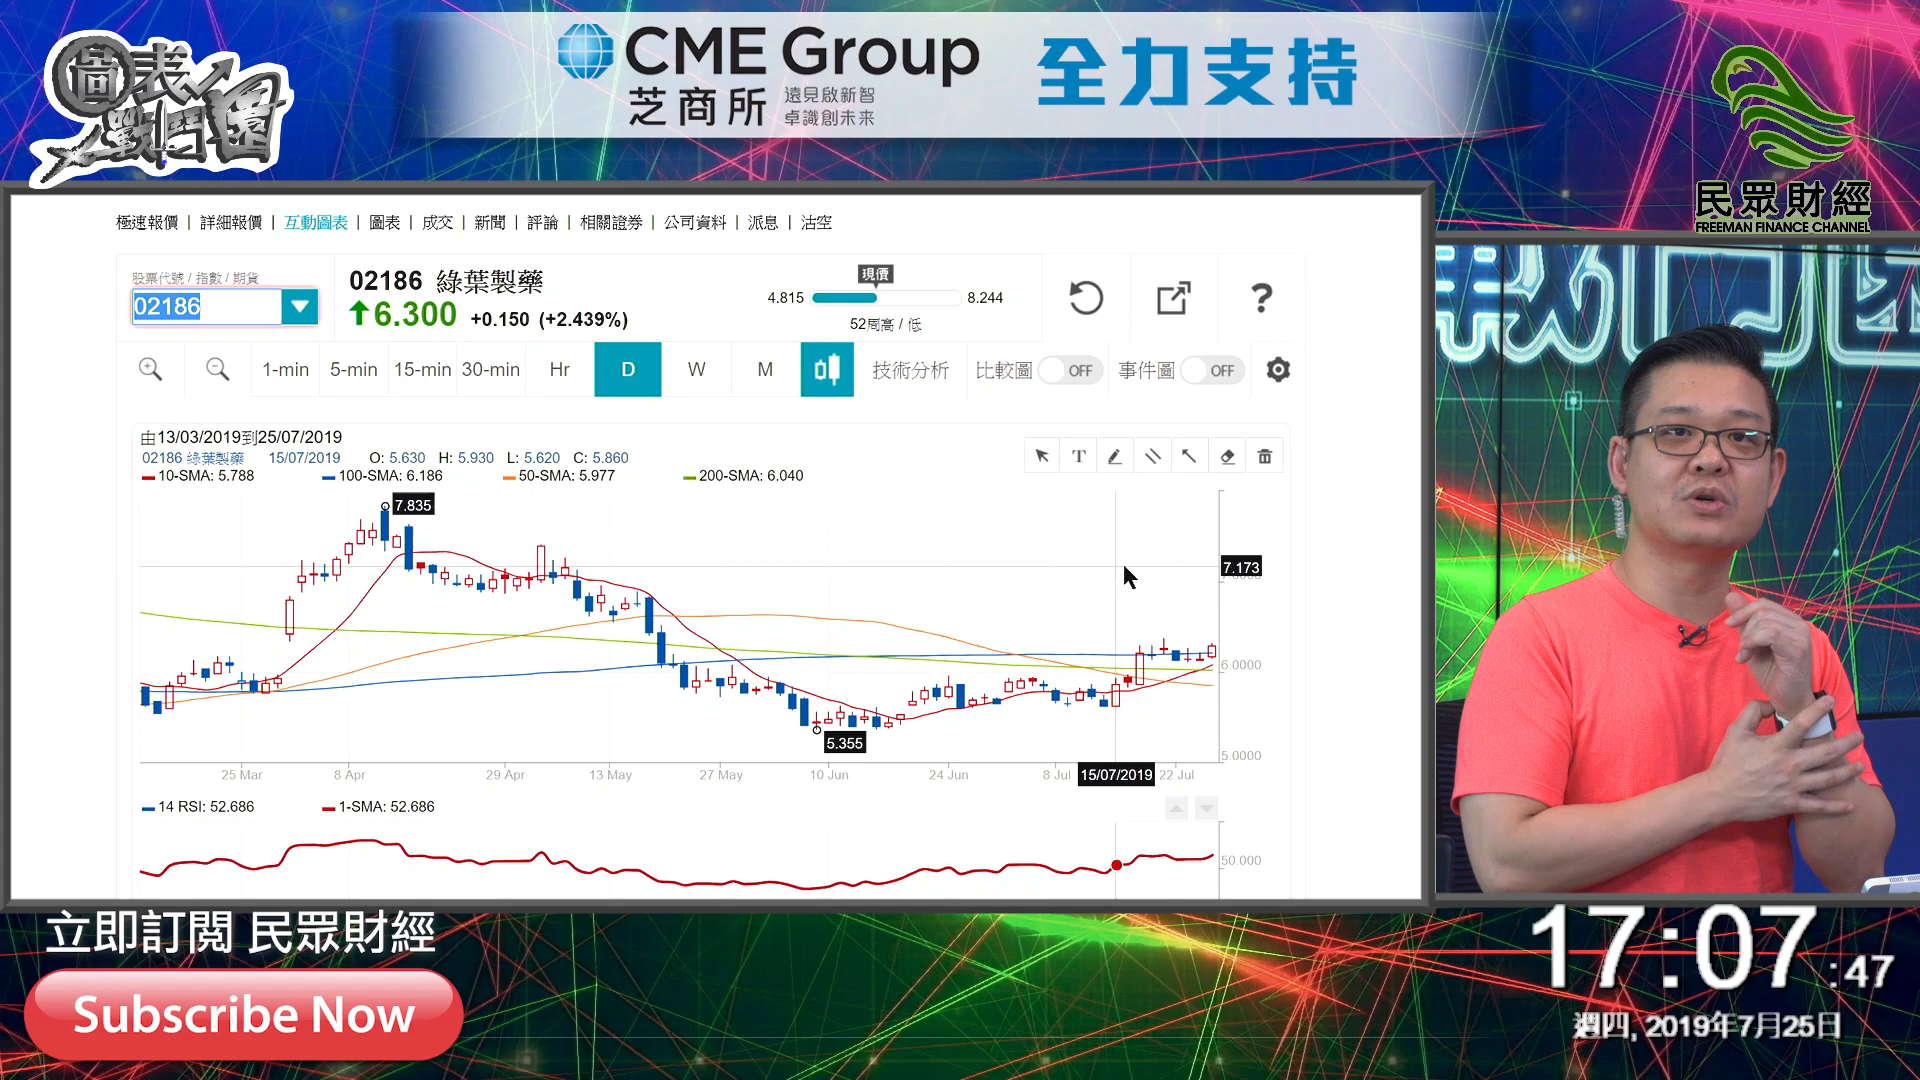 圖表
戰鬥園
CME Group
芝商所
遠見啟新智
卓識創未來
全力支持
民眾財經
FREEMAN FINANCE CHANNEL
極速報價 | 詳細報價 | 互動圖表 | 圖表 | 成交 | 新聞 | 評論 | 相關證券 | 公司資料 | 派息 | 沽空
股票代號 / 指數 / 期貨
02186
02186 綠葉製藥
6.300 +0.150 (+2.439%)
現價
4.815 8.244
52周高 / 低
?
1-min 5-min 15-min 30-min Hr D W M 技術分析 比較圖 OFF 事件圖 OFF
由13/03/2019到25/07/2019
02186 綠葉製藥 15/07/2019 O: 5.630 H: 5.930 L: 5.620 C: 5.860
T
10-SMA: 5.788 100-SMA: 6.186 50-SMA: 5.977 200-SMA: 6.040
7.835
7.173
6.0000
5.355
5.0000
25 Mar 8 Apr 29 Apr 13 May 27 May 10 Jun 24 Jun 8 Jul 15/07/2019 22 Jul
14 RSI: 52.686 1-SMA: 52.686
50.000
立即訂閱 民眾財經
Subscribe Now
17:07:47
週四, 2019年7月25日